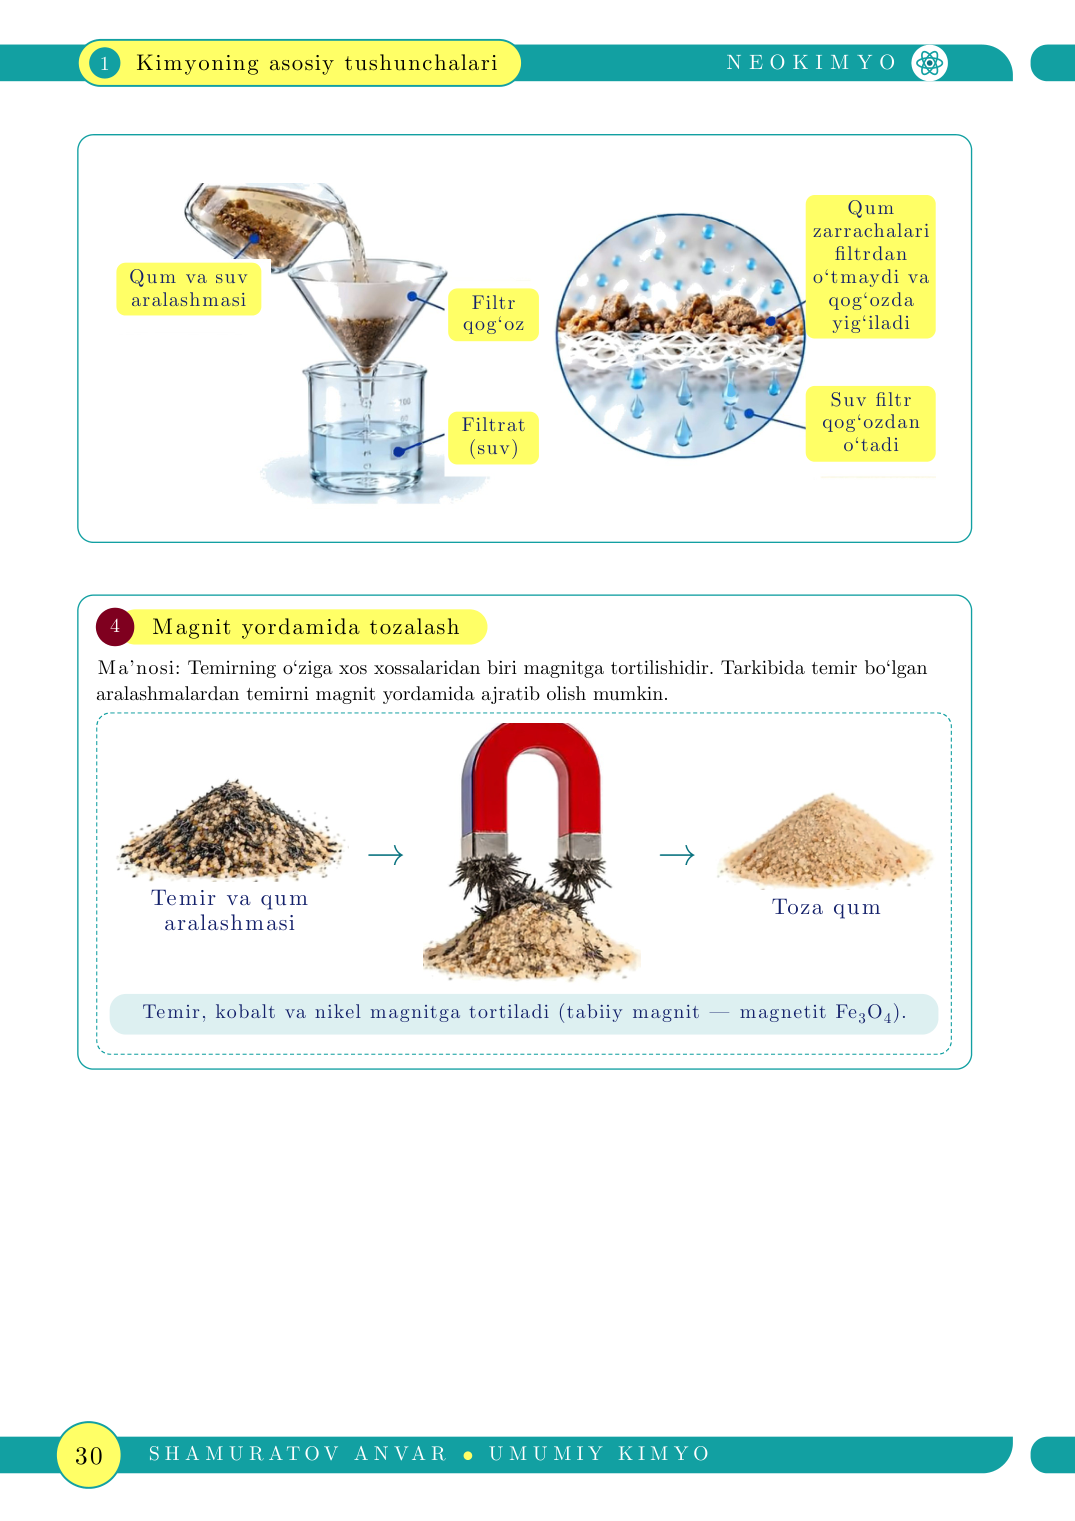 1 Kimyoning asosiy tushunchalari
NEOKIMYO
Qum va suv
aralashmasi
Filtr
qog‘oz
Filtrat
(suv)
100
Qum
zarrachalari
filtrdan
o‘tmaydi va
qog‘ozda
yig‘iladi
Suv filtr
qog‘ozdan
o‘tadi
4 Magnit yordamida tozalash
Ma’nosi: Temirning o‘ziga xos xossalaridan biri magnitga tortilishidir. Tarkibida temir bo‘lgan
aralashmalardan temirni magnit yordamida ajratib olish mumkin.
Temir va qum
aralashmasi
→
→
Toza qum
Temir, kobalt va nikel magnitga tortiladi (tabiiy magnit — magnetit Fe₃O₄).
30 SHAMURATOV ANVAR • UMUMIY KIMYO